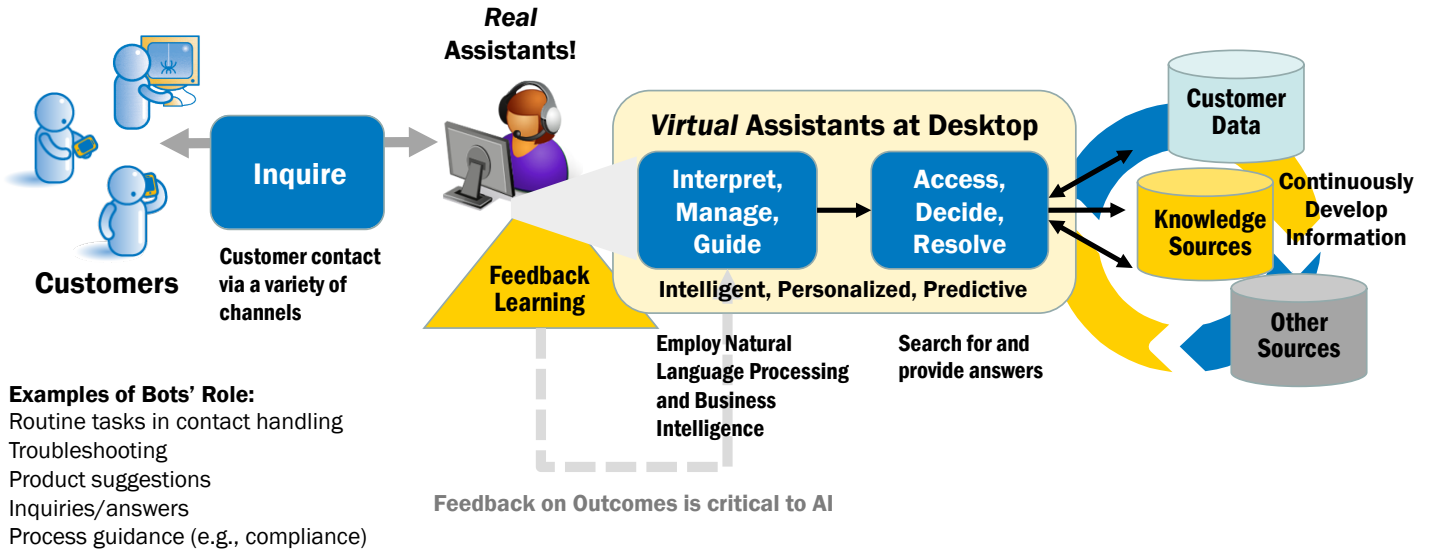 Real
Assistants!
Customers
Inquire
Customer contact
via a variety of
channels
Feedback
Learning
Virtual Assistants at Desktop
Interpret,
Manage,
Guide
Access,
Decide,
Resolve
Intelligent, Personalized, Predictive
Employ Natural
Language Processing
and Business
Intelligence
Search for and
provide answers
Customer
Data
Knowledge
Sources
Other
Sources
Continuously
Develop
Information
Examples of Bots’ Role:
Routine tasks in contact handling
Troubleshooting
Product suggestions
Inquiries/answers
Process guidance (e.g., compliance)
Feedback on Outcomes is critical to AI